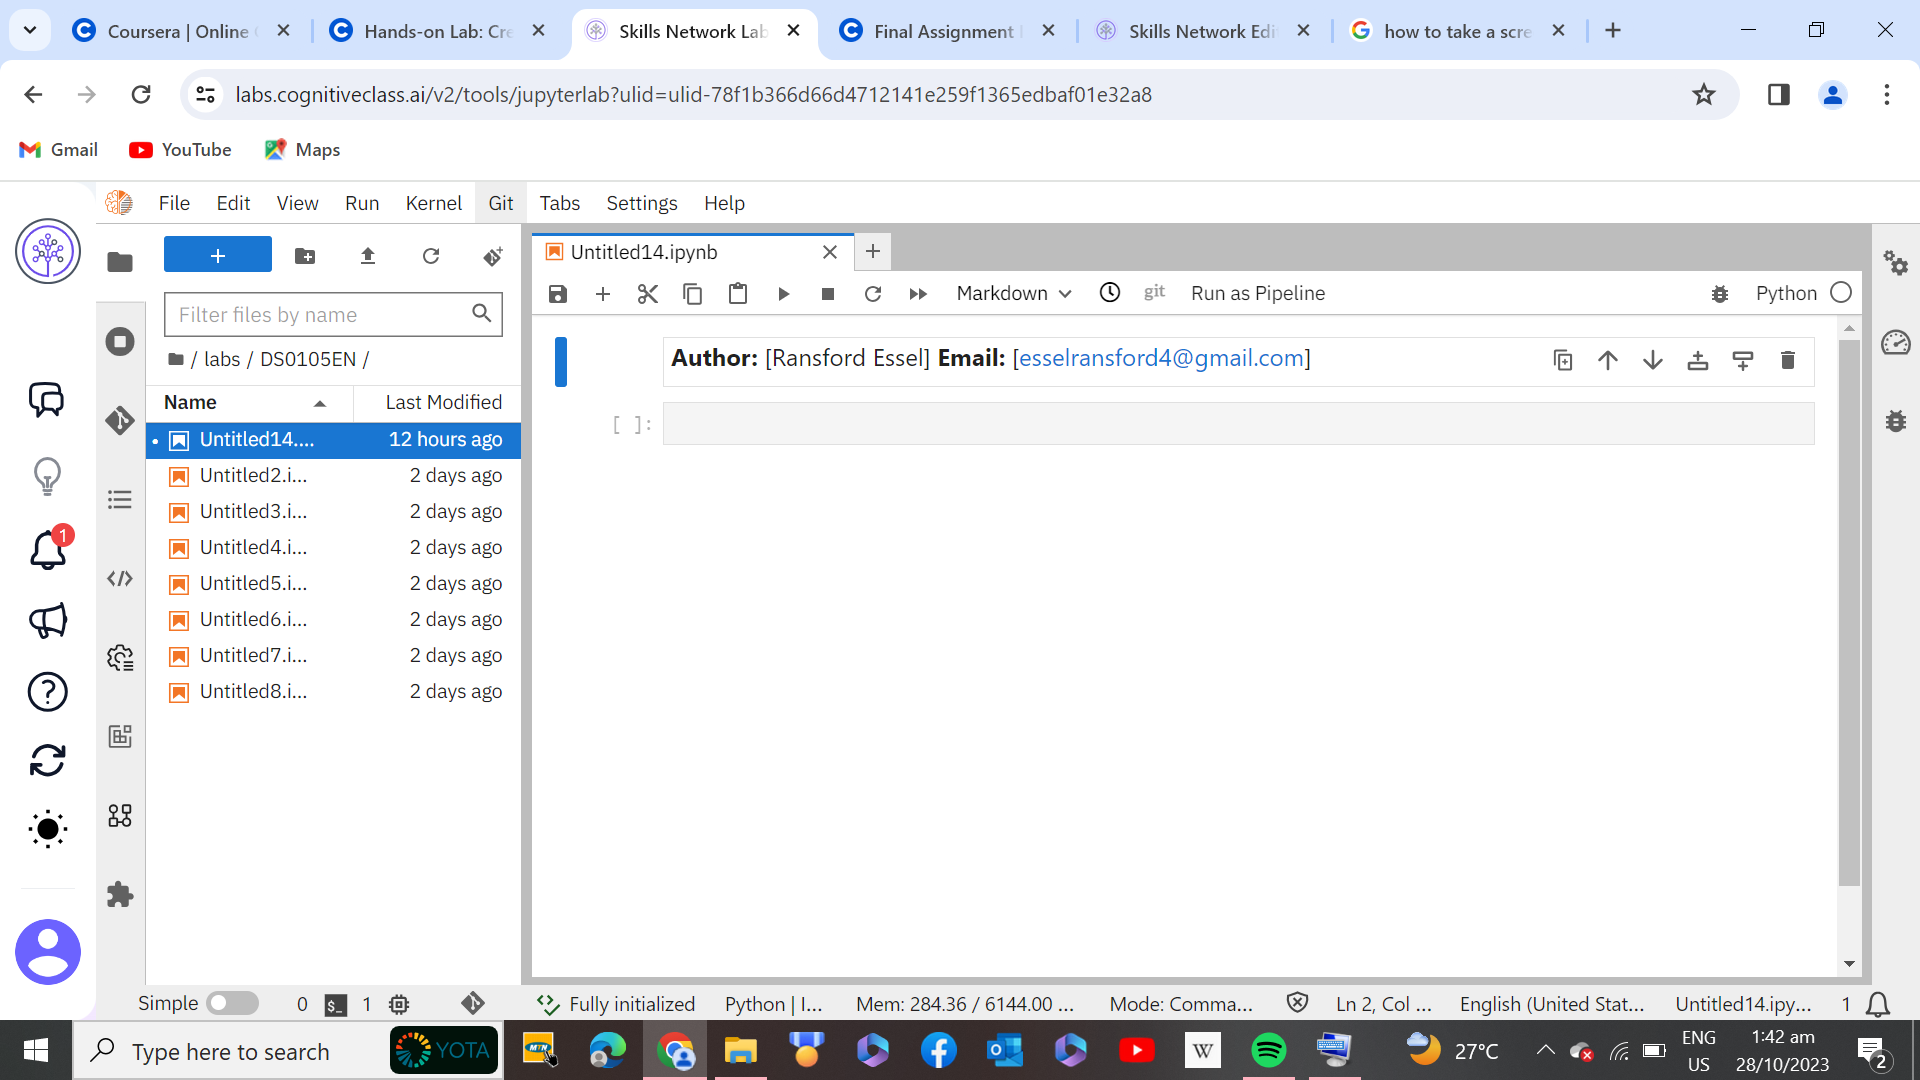 Coursera | Online
Hands-on Lab: Cre
Skills Network Lab
Final Assignment
Skills Network Edi
how to take a scre
labs.cognitiveclass.ai/v2/tools/jupyterlab?ulid=ulid-78f1b366d66d4712141e259f1365edbaf01e32a8
Gmail YouTube Maps
File Edit View Run Kernel Git Tabs Settings Help
Untitled14.ipynb
Markdown git Run as Pipeline Python
Filter files by name
/ labs / DS0105EN /
Author: [Ransford Essel] Email: [esselransford4@gmail.com]
[ ]:
Name Last Modified
Untitled14.... 12 hours ago
Untitled2.i... 2 days ago
Untitled3.i... 2 days ago
Untitled4.i... 2 days ago
Untitled5.i... 2 days ago
Untitled6.i... 2 days ago
Untitled7.i... 2 days ago
Untitled8.i... 2 days ago
1
Simple 0 $_ 1 Fully initialized Python | I... Mem: 284.36 / 6144.00 ... Mode: Comma... Ln 2, Col ... English (United Stat... Untitled14.ipy... 1
Type here to search YOTA MTN W 27°C ENG US 1:42 am 28/10/2023 2